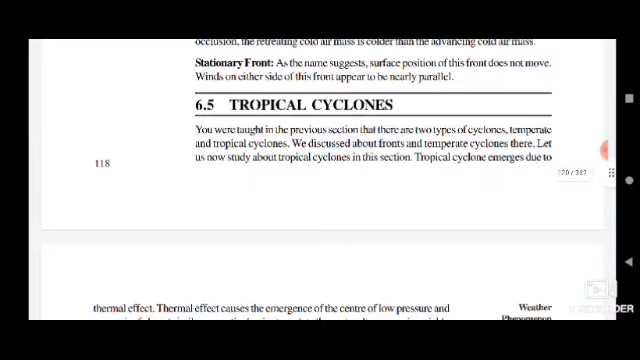 occlusion, the retreating cold air mass is colder than the advancing cold air mass.
Stationary Front: As the name suggests, surface position of this front does not move.
Winds on either side of this front appear to be nearly parallel.
6.5 TROPICAL CYCLONES
You were taught in the previous section that there are two types of cyclones, temperate
and tropical cyclones. We discussed about fronts and temperate cyclones there. Let
us now study about tropical cyclones in this section. Tropical cyclone emerges due to
118
120 / 367
thermal effect. Thermal effect causes the emergence of the centre of low pressure and
Weather
Phenomenon
V RECORDER